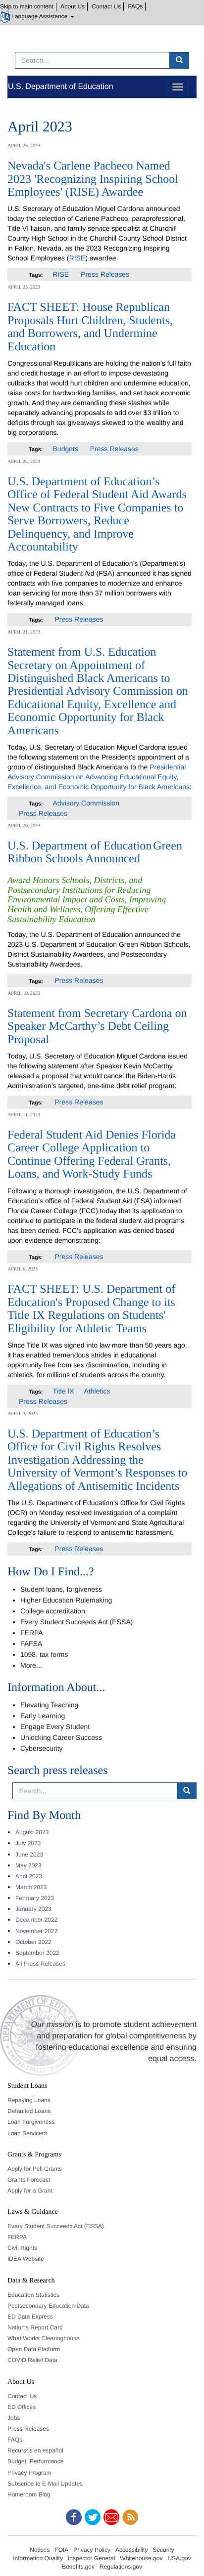 Skip to main content | About Us | Contact Us | FAQs |
Language Assistance
Search...
U.S. Department of Education
April 2023
APRIL 26, 2023
Nevada's Carlene Pacheco Named
2023 'Recognizing Inspiring School
Employees' (RISE) Awardee
U.S. Secretary of Education Miguel Cardona announced
today the selection of Carlene Pacheco, paraprofessional,
Title VI liaison, and family service specialist at Churchill
County High School in the Churchill County School District
in Fallon, Nevada, as the 2023 Recognizing Inspiring
School Employees (RISE) awardee.
Tags: RISE Press Releases
APRIL 25, 2023
FACT SHEET: House Republican
Proposals Hurt Children, Students,
and Borrowers, and Undermine
Education
Congressional Republicans are holding the nation's full faith
and credit hostage in an effort to impose devastating cuts
that would hurt children and students, undermine education,
raise costs for hardworking families, and set back economic
growth. They have proposed these drastic cuts while
separately advancing proposals to add over $3 trillion to
deficits through tax cuts and giveaways skewed to the
wealthy and big corporations.
Tags: Budgets Press Releases
APRIL 24, 2023
U.S. Department of Education's
Office of Federal Student Aid Awards
New Contracts to Five Companies to
Serve Borrowers, Reduce
Delinquency, and Improve
Accountability
Today, the U.S. Department of Education's (Department's)
office of Federal Student Aid (FSA) announced it has signed
contracts with five companies to modernize and enhance
loan servicing for more than 37 million borrowers with
federally managed loans.
Tags: Press Releases
APRIL 21, 2023
Statement from U.S. Education
Secretary on Appointment of
Distinguished Black Americans to
Presidential Advisory Commission on
Educational Equity, Excellence and
Economic Opportunity for Black
Americans
Today, U.S. Secretary of Education Miguel Cardona issued
the following statement on the President's appointment of a
group of distinguished Black Americans to the Presidential
Advisory Commission on Advancing Educational Equity,
Excellence, and Economic Opportunity for Black Americans:
Tags: Advisory Commission
Press Releases
APRIL 20, 2023
U.S. Department of Education Green
Ribbon Schools Announced
Award Honors Schools, Districts, and
Postsecondary Institutions for Reducing
Environmental Impact and Costs, Improving
Health and Wellness, Offering Effective
Sustainability Education
Today, the U.S. Department of Education announced the
2023 U.S. Department of Education Green Ribbon Schools,
District Sustainability Awardees, and Postsecondary
Sustainability Awardees.
Tags: Press Releases
APRIL 19, 2023
Statement from Secretary Cardona on
Speaker McCarthy's Debt Ceiling
Proposal
Today, U.S. Secretary of Education Miguel Cardona issued
the following statement after Speaker Kevin McCarthy
released a proposal that would cancel the Biden-Harris
Administration's targeted, one-time student debt relief program:
Tags: Press Releases
APRIL 11, 2023
Federal Student Aid Denies Florida
Career College Application to
Continue Offering Federal Grants,
Loans, and Work-Study Funds
Following a thorough investigation, the U.S. Department of
Education's office of Federal Student Aid (FSA) informed
Florida Career College (FCC) today that its application to
continue to participate in the federal student aid programs
has been denied. FCC's application was denied based
upon evidence demonstrating:
Tags: Press Releases
APRIL 6, 2023
FACT SHEET: U.S. Department of
Education's Proposed Change to its
Title IX Regulations on Students'
Eligibility for Athletic Teams
Since Title IX was signed into law more than 50 years ago,
it has enabled tremendous strides in educational
opportunities, free from sex discrimination, for millions of
students across the country, including in athletics.
Tags: Title IX Athletics
Press Releases
APRIL 3, 2023
U.S. Department of Education's
Office for Civil Rights Resolves
Investigation Addressing the
University of Vermont's Responses to
Allegations of Antisemitic Incidents
The U.S. Department of Education's Office for Civil Rights
(OCR) on Monday resolved investigation of a complaint
regarding the University of Vermont and State Agricultural
College's failure to respond to antisemitic harassment.
Tags: Press Releases
How Do I Find...?
Student loans, forgiveness
Higher Education Rulemaking
College accreditation
Every Student Succeeds Act (ESSA)
FERPA
FAFSA
1098, tax forms
More...
Information About...
Elevating Teaching
Early Learning
Engage Every Student
Unlocking Career Success
Cybersecurity
Search press releases
Search...
Find By Month
August 2023
July 2023
June 2023
May 2023
April 2023
March 2023
February 2023
January 2023
December 2022
November 2022
October 2022
September 2022
All Press Releases
Our mission is to promote student achievement
and preparation for global competitiveness by
fostering educational excellence and ensuring
equal access.
Student Loans
Repaying Loans
Defaulted Loans
Loan Forgiveness
Loan Servicers
Grants & Programs
Apply for Pell Grants
Grants Forecast
Apply for a Grant
Laws & Guidance
Every Student Succeeds Act (ESSA)
FERPA
Civil Rights
IDEA Website
Data & Research
Education Statistics
Postsecondary Education Data
ED Data Express
Nation's Report Card
What Works Clearinghouse
Open Data Platform
COVID Relief Data
About Us
Contact Us
ED Offices
Jobs
Press Releases
FAQs
Recursos en español
Budget, Performance
Privacy Program
Subscribe to E-Mail Updates
Homeroom Blog
Notices FOIA Privacy Policy Accessibility Security
Information Quality Inspector General Whitehouse.gov USA.gov
Benefits.gov Regulations.gov